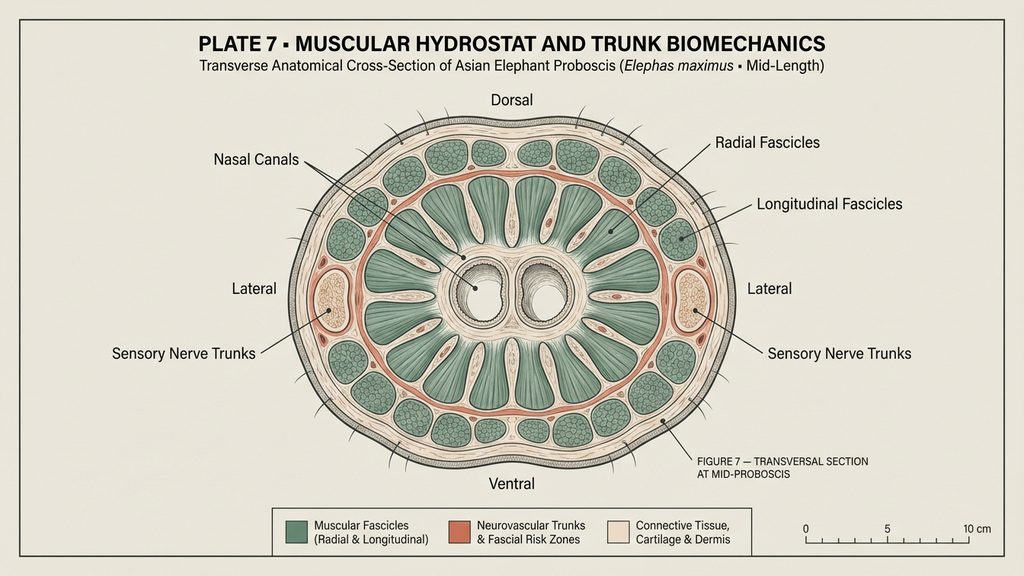 PLATE 7 • MUSCULAR HYDROSTAT AND TRUNK BIOMECHANICS
Transverse Anatomical Cross-Section of Asian Elephant Proboscis (Elephas maximus • Mid-Length)
Dorsal
Nasal Canals
Radial Fascicles
Longitudinal Fascicles
Lateral
Lateral
Sensory Nerve Trunks
Sensory Nerve Trunks
Ventral
FIGURE 7 — TRANSVERSAL SECTION
AT MID-PROBOSCIS
Muscular Fascicles
(Radial & Longitudinal)
Neurovascular Trunks
& Fascial Risk Zones
Connective Tissue,
Cartilage & Dermis
0 5 10 cm